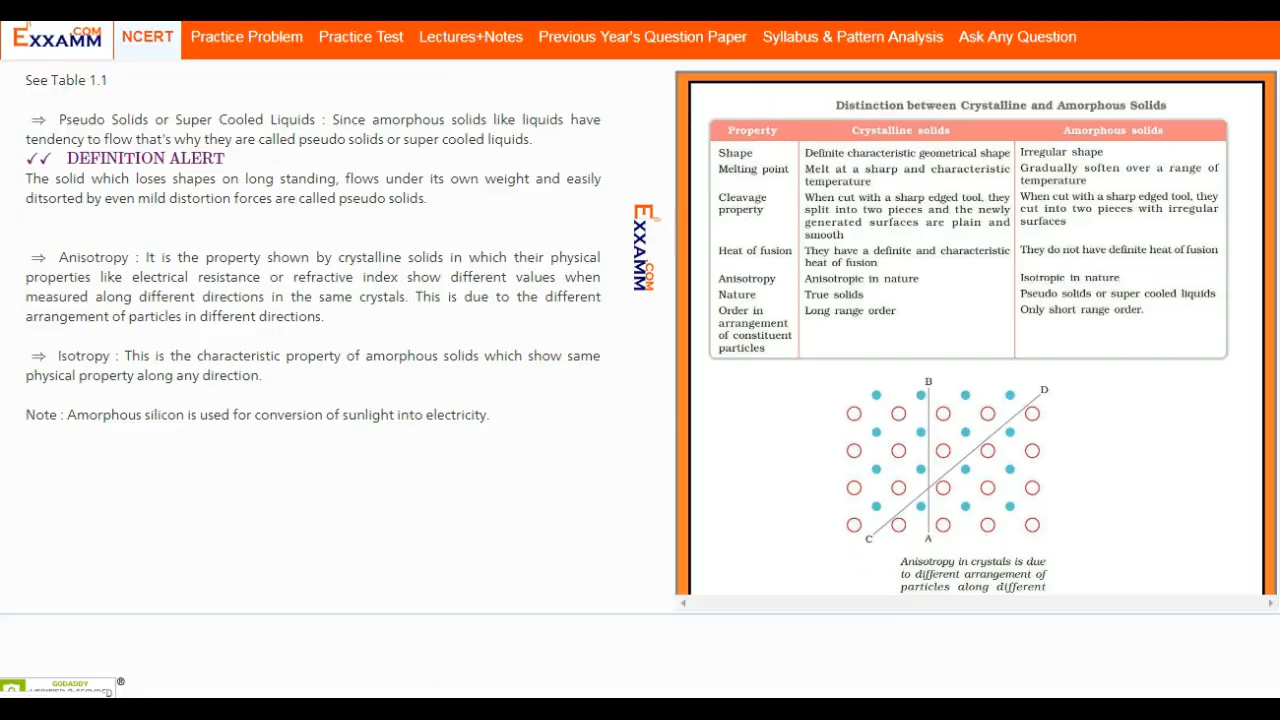 EXXAMM.COM
NCERT
Practice Problem
Practice Test
Lectures+Notes
Previous Year's Question Paper
Syllabus & Pattern Analysis
Ask Any Question
See Table 1.1
⇒ Pseudo Solids or Super Cooled Liquids : Since amorphous solids like liquids have
tendency to flow that's why they are called pseudo solids or super cooled liquids.
✓✓ DEFINITION ALERT
The solid which loses shapes on long standing, flows under its own weight and easily
ditsorted by even mild distortion forces are called pseudo solids.
⇒ Anisotropy : It is the property shown by crystalline solids in which their physical
properties like electrical resistance or refractive index show different values when
measured along different directions in the same crystals. This is due to the different
arrangement of particles in different directions.
⇒ Isotropy : This is the characteristic property of amorphous solids which show same
physical property along any direction.
Note : Amorphous silicon is used for conversion of sunlight into electricity.
EXXAMM.COM
Distinction between Crystalline and Amorphous Solids
Property Crystalline solids Amorphous solids
Shape Definite characteristic geometrical shape Irregular shape
Melting point Melt at a sharp and characteristic Gradually soften over a range of
temperature temperature
Cleavage When cut with a sharp edged tool, they When cut with a sharp edged tool, they
property split into two pieces and the newly cut into two pieces with irregular
generated surfaces are plain and surfaces
smooth
Heat of fusion They have a definite and characteristic They do not have definite heat of fusion
heat of fusion
Anisotropy Anisotropic in nature Isotropic in nature
Nature True solids Pseudo solids or super cooled liquids
Order in Long range order Only short range order.
arrangement
of constituent
particles
B
D
C
A
Anisotropy in crystals is due
to different arrangement of
particles along different
GODADDY
VERIFIED & SECURED
®